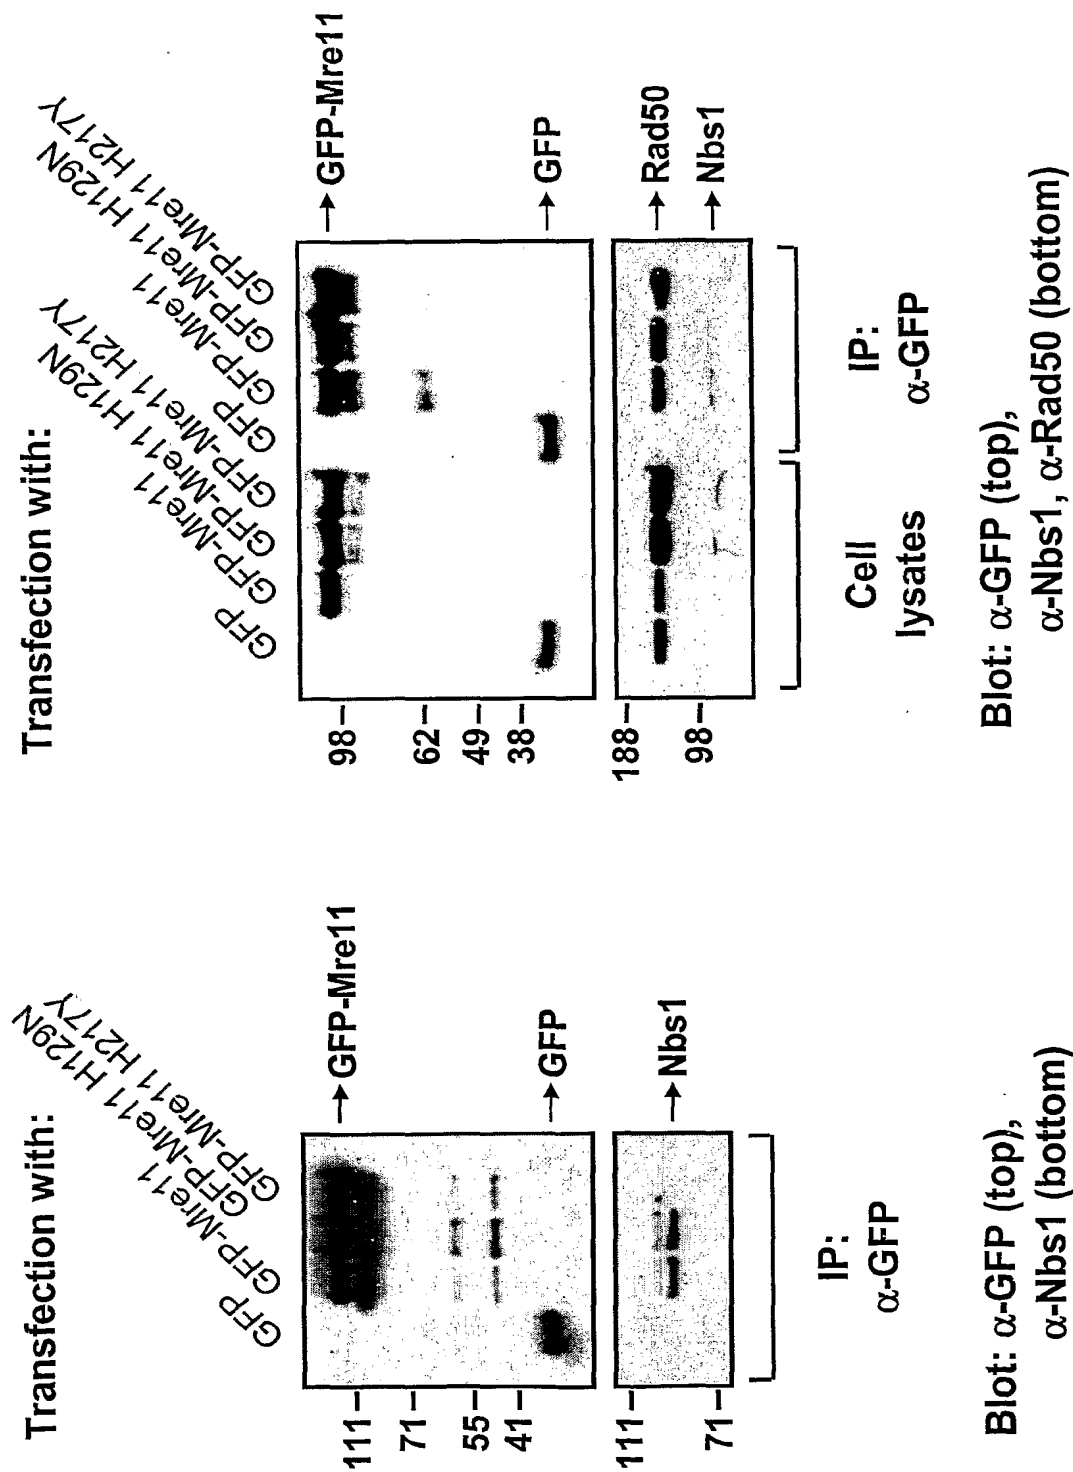 Transfection with:
GFP
GFP-Mre11
GFP-Mre11 H129N
GFP-Mre11 H217Y
111
71
55
41
GFP-Mre11
GFP
111
71
Nbs1
IP:
α-GFP
Blot: α-GFP (top),
α-Nbs1 (bottom)
Transfection with:
GFP
GFP-Mre11
GFP-Mre11 H129N
GFP-Mre11 H217Y
GFP
GFP-Mre11
GFP-Mre11 H129N
GFP-Mre11 H217Y
98
62
49
38
GFP-Mre11
GFP
188
98
Rad50
Nbs1
Cell
lysates
IP:
α-GFP
Blot: α-GFP (top),
α-Nbs1, α-Rad50 (bottom)